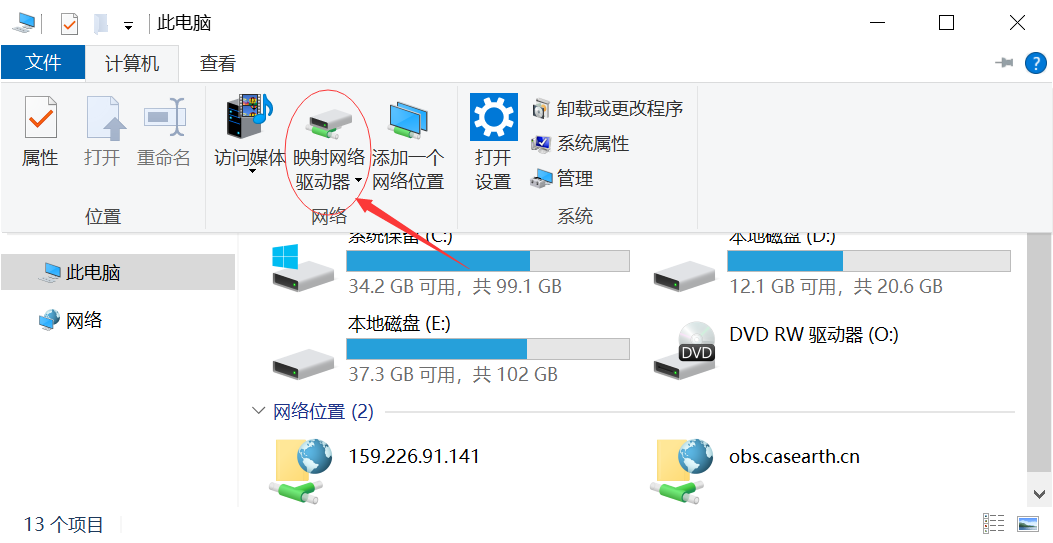 此电脑
文件
计算机
查看
?
属性
打开
重命名
位置
访问媒体
映射网络
驱动器
添加一个
网络位置
网络
打开
设置
卸载或更改程序
系统属性
管理
系统
此电脑
网络
系统保留 (C:)
34.2 GB 可用，共 99.1 GB
本地磁盘 (D:)
12.1 GB 可用，共 20.6 GB
本地磁盘 (E:)
37.3 GB 可用，共 102 GB
DVD
DVD RW 驱动器 (O:)
网络位置 (2)
159.226.91.141
obs.casearth.cn
13 个项目